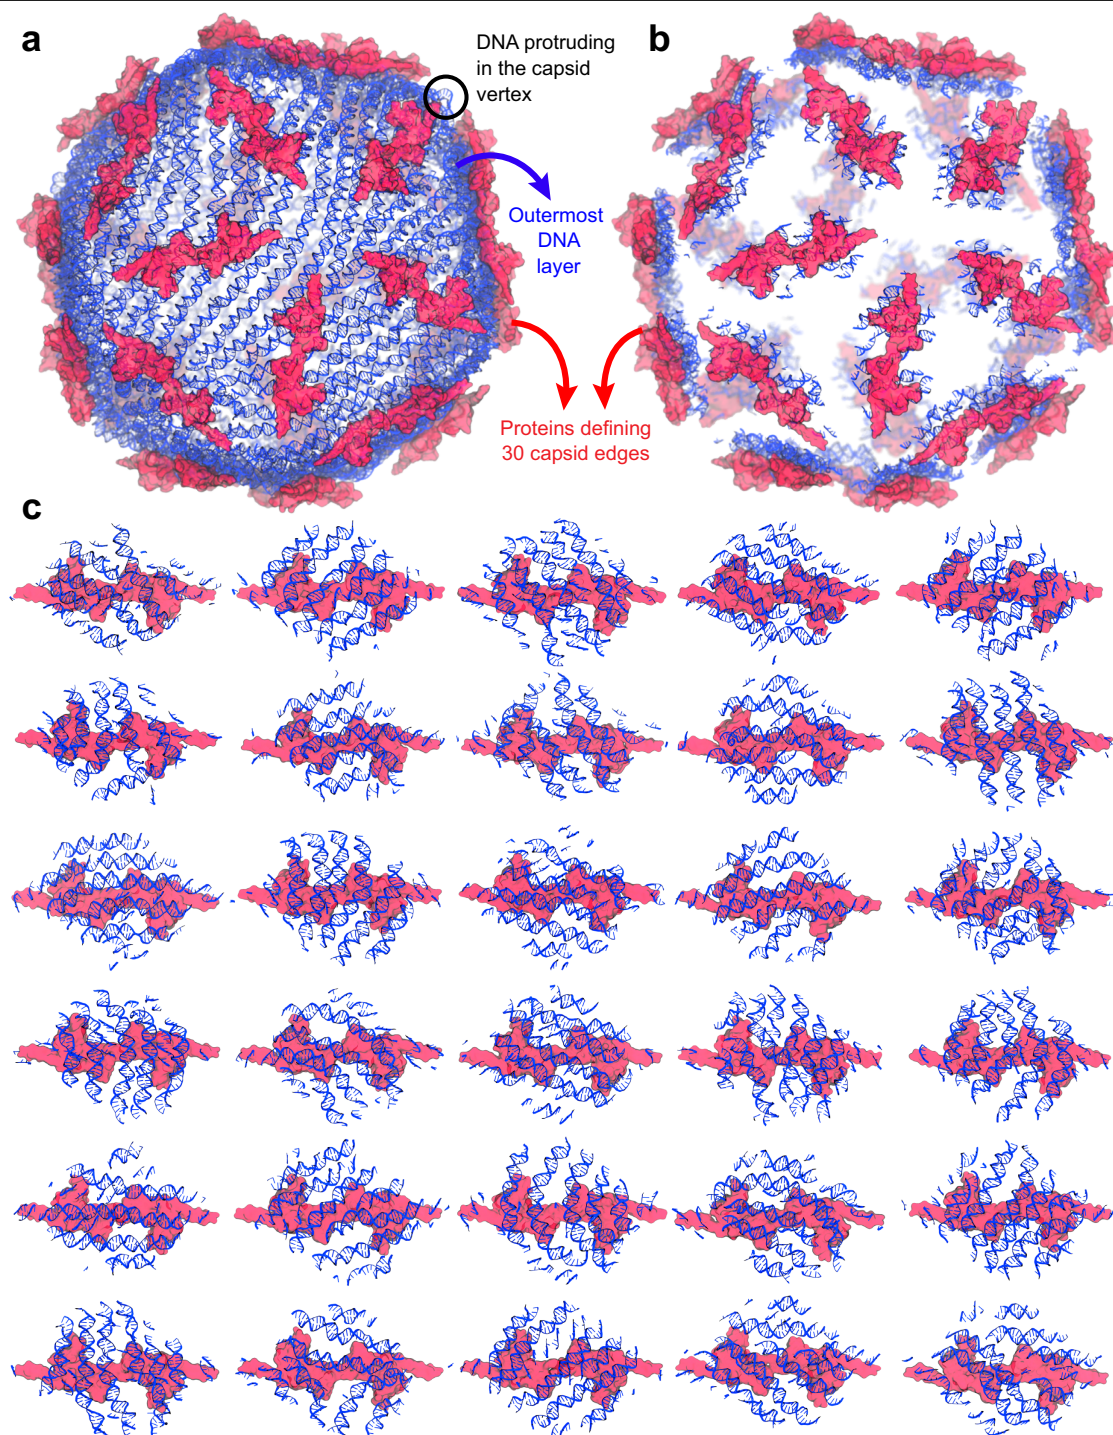 a
DNA protruding
in the capsid
vertex
b
Outermost
DNA
layer
Proteins defining
30 capsid edges
c